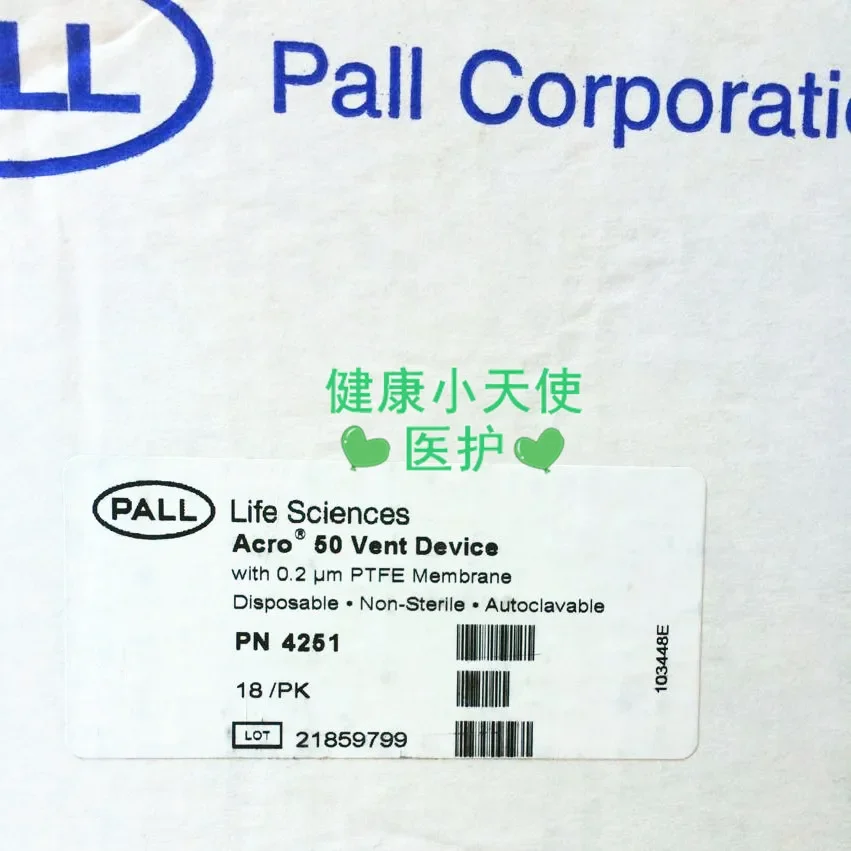 PALL
Pall Corporatio
健康小天使
医护
PALL Life Sciences
Acro® 50 Vent Device
with 0.2 µm PTFE Membrane
Disposable • Non-Sterile • Autoclavable
PN 4251
18 /PK
LOT 21859799
103448E